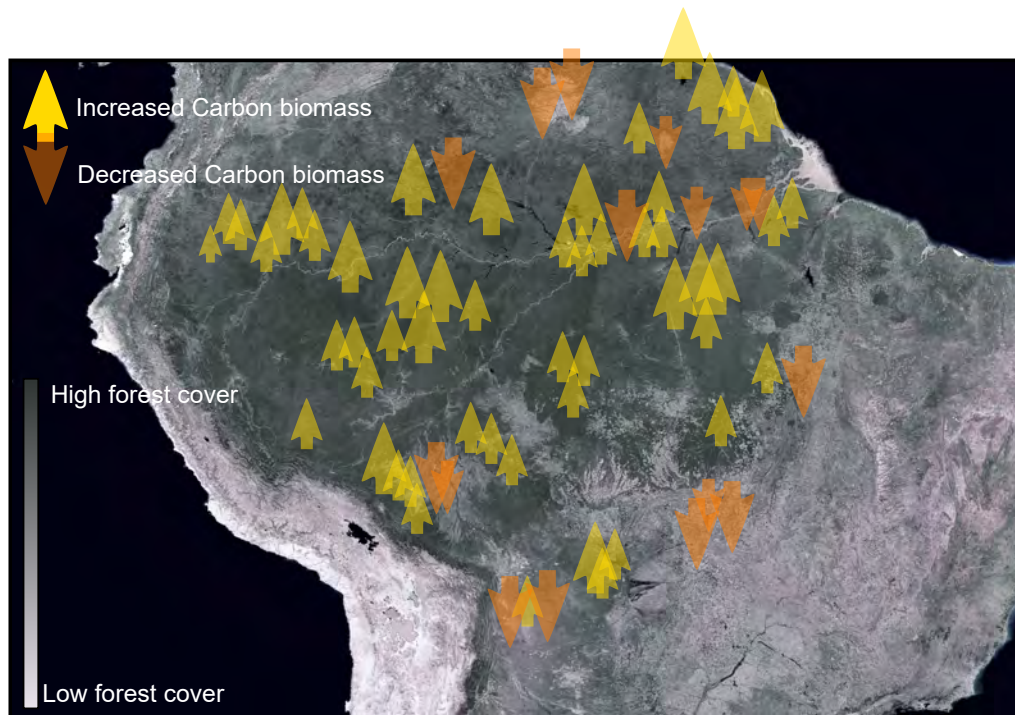 Increased Carbon biomass
Decreased Carbon biomass
High forest cover
Low forest cover